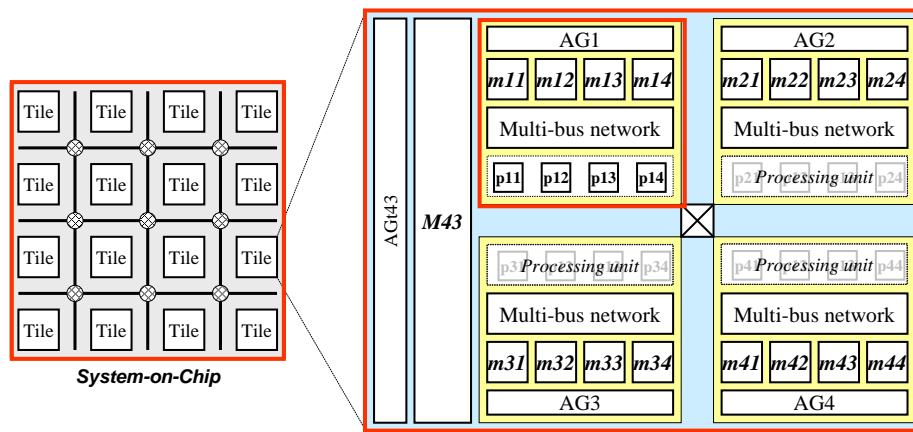 Tile Tile Tile Tile
Tile Tile Tile Tile
Tile Tile Tile Tile
Tile Tile Tile Tile
System-on-Chip
AGt43
M43
AG1
m11 m12 m13 m14
Multi-bus network
p11 p12 p13 p14
AG2
m21 m22 m23 m24
Multi-bus network
Processing unit
p21 p24
Processing unit
p31 p34
Multi-bus network
m31 m32 m33 m34
AG3
Processing unit
p41 p44
Multi-bus network
m41 m42 m43 m44
AG4